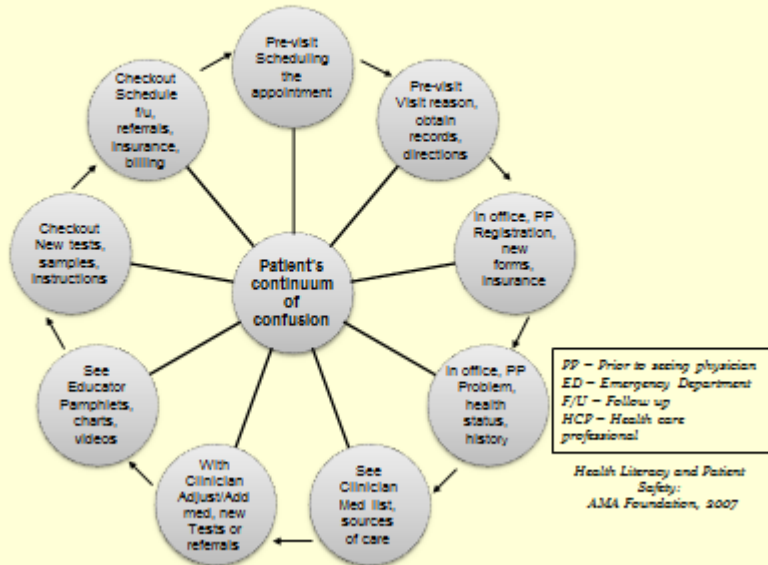 Pre-visit
Scheduling
the
appointment
Pre-visit
Visit reason,
obtain
records,
directions
In office, PP
Registration,
new
forms,
insurance
In office, PP
Problem,
health
status,
history
See
Clinician
Med list,
sources
of care
With
Clinician
Adjust/Add
med, new
Tests or
referrals
See
Educator
Pamphlets,
charts,
videos
Checkout
New tests,
samples,
instructions
Checkout
Schedule
f/u,
referrals,
insurance,
billing
Patient's
continuum
of
confusion
PP – Prior to seeing physician
ED – Emergency Department
F/U – Follow up
HCP – Health care
professional
Health Literacy and Patient
Safety:
AMA Foundation, 2007